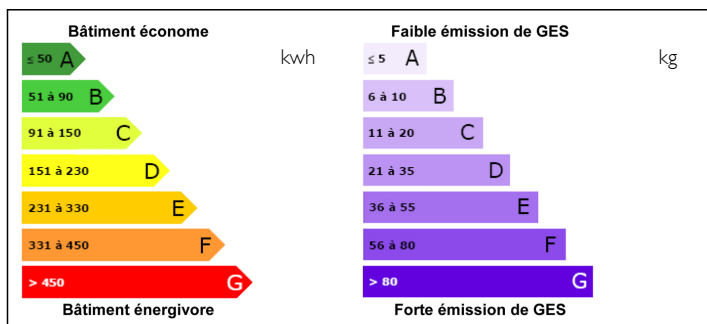 Bâtiment économe
≤ 50 A
kwh
51 à 90 B
91 à 150 C
151 à 230 D
231 à 330 E
331 à 450 F
> 450 G
Bâtiment énergivore
Faible émission de GES
≤ 5 A
kg
6 à 10 B
11 à 20 C
21 à 35 D
36 à 55 E
56 à 80 F
> 80 G
Forte émission de GES